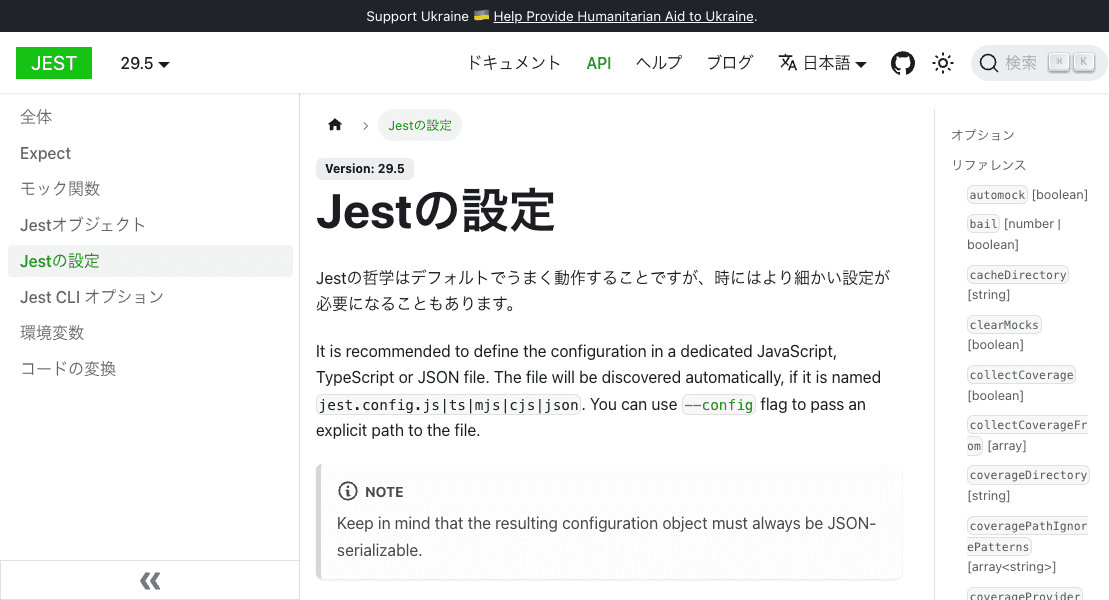 Support Ukraine 🇺🇦 Help Provide Humanitarian Aid to Ukraine.
JEST 29.5 ドキュメント API ヘルプ ブログ 日本語 検索 ⌘ K
全体
Expect
モック関数
Jestオブジェクト
Jestの設定
Jest CLI オプション
環境変数
コードの変換
Jestの設定
Version: 29.5
Jestの設定
Jestの哲学はデフォルトでうまく動作することですが、時にはより細かい設定が
必要になることもあります。
It is recommended to define the configuration in a dedicated JavaScript,
TypeScript or JSON file. The file will be discovered automatically, if it is named
jest.config.js|ts|mjs|cjs|json. You can use --config flag to pass an
explicit path to the file.
NOTE
Keep in mind that the resulting configuration object must always be JSON-
serializable.
オプション
リファレンス
automock [boolean]
bail [number |
boolean]
cacheDirectory
[string]
clearMocks
[boolean]
collectCoverage
[boolean]
collectCoverageFr
om [array]
coverageDirectory
[string]
coveragePathIgnor
ePatterns
[array<string>]
coverageProvider